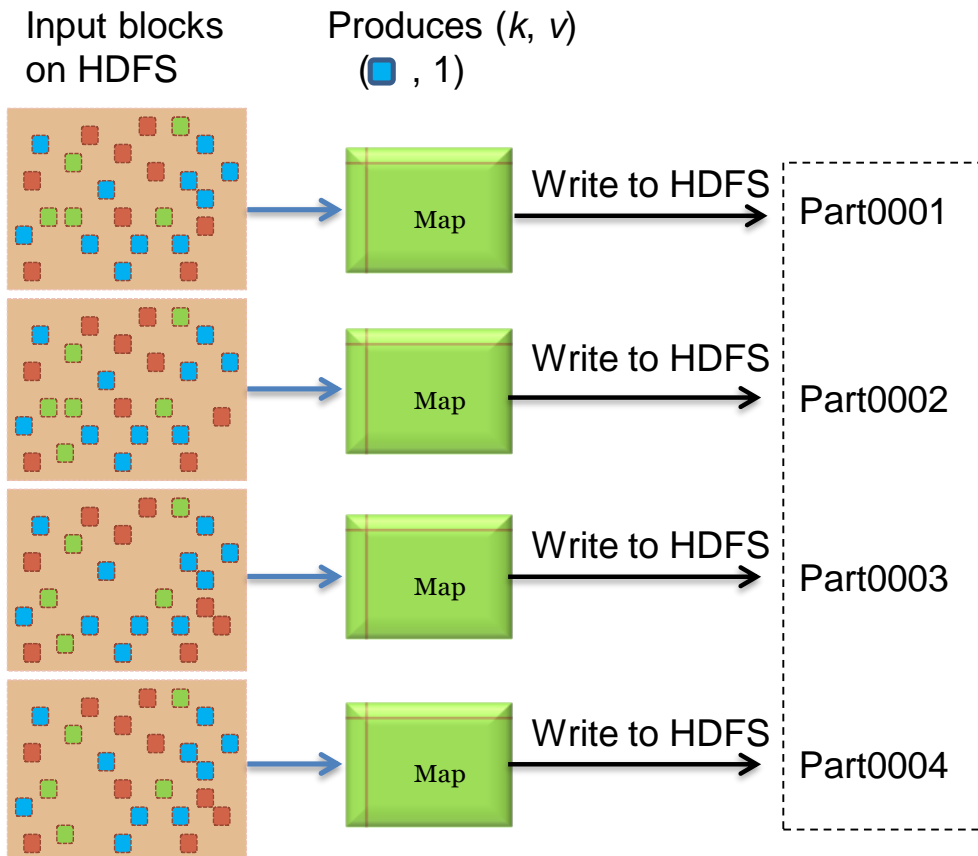 Input blocks
on HDFS
Produces (k, v)
( , 1)
Map
Write to HDFS
Part0001
Map
Write to HDFS
Part0002
Map
Write to HDFS
Part0003
Map
Write to HDFS
Part0004